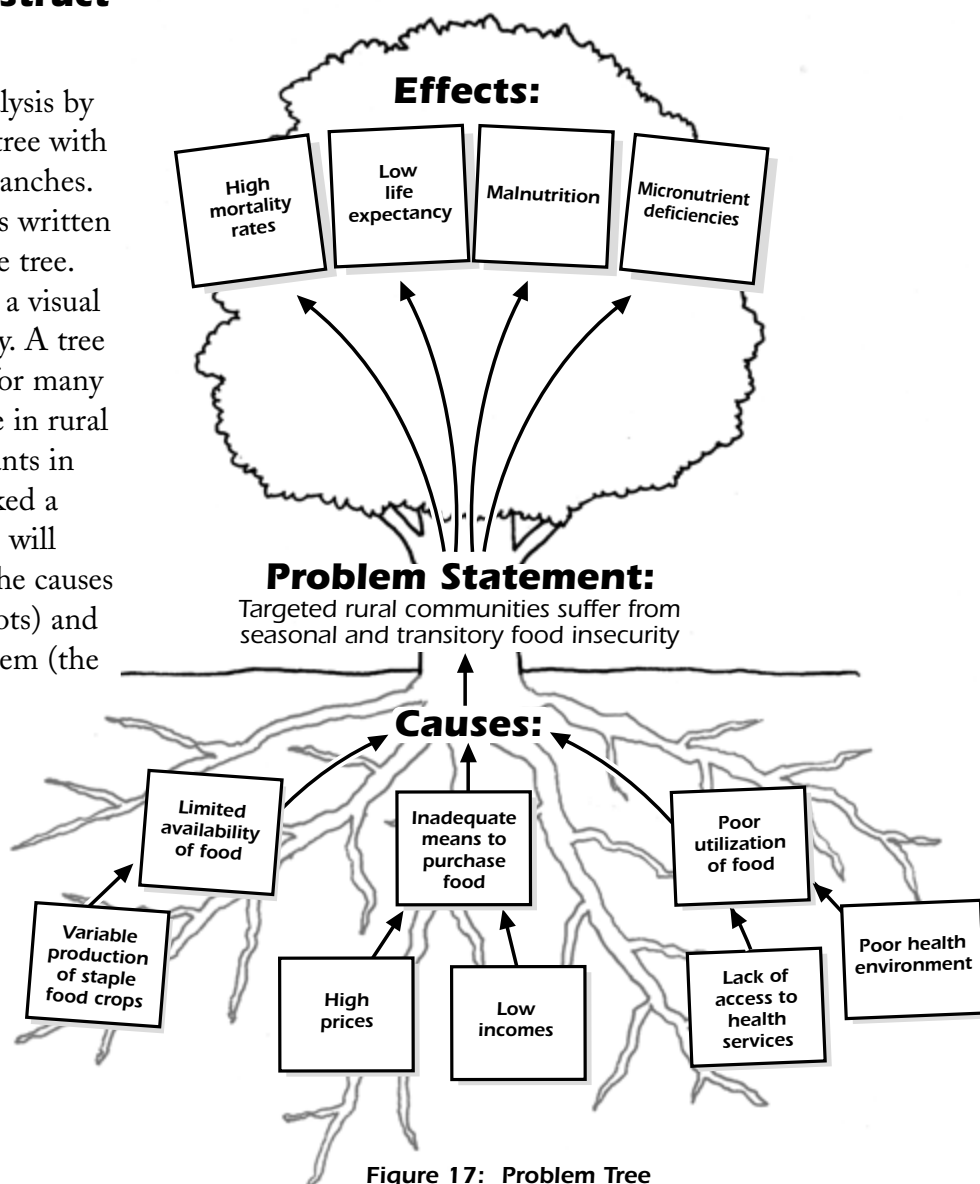 lysis by
tree with
anches.
s written
e tree.
a visual
y. A tree
or many
e in rural
nts in
ked a
will
he causes
ots) and
em (the
Effects:
High
mortality
rates
Low
life
expectancy
Malnutrition
Micronutrient
deficiencies
Problem Statement:
Targeted rural communities suffer from
seasonal and transitory food insecurity
Causes:
Limited
availability
of food
Inadequate
means to
purchase
food
Poor
utilization
of food
Variable
production
of staple
food crops
High
prices
Low
incomes
Lack of
access to
health
services
Poor health
environment
Figure 17: Problem Tree